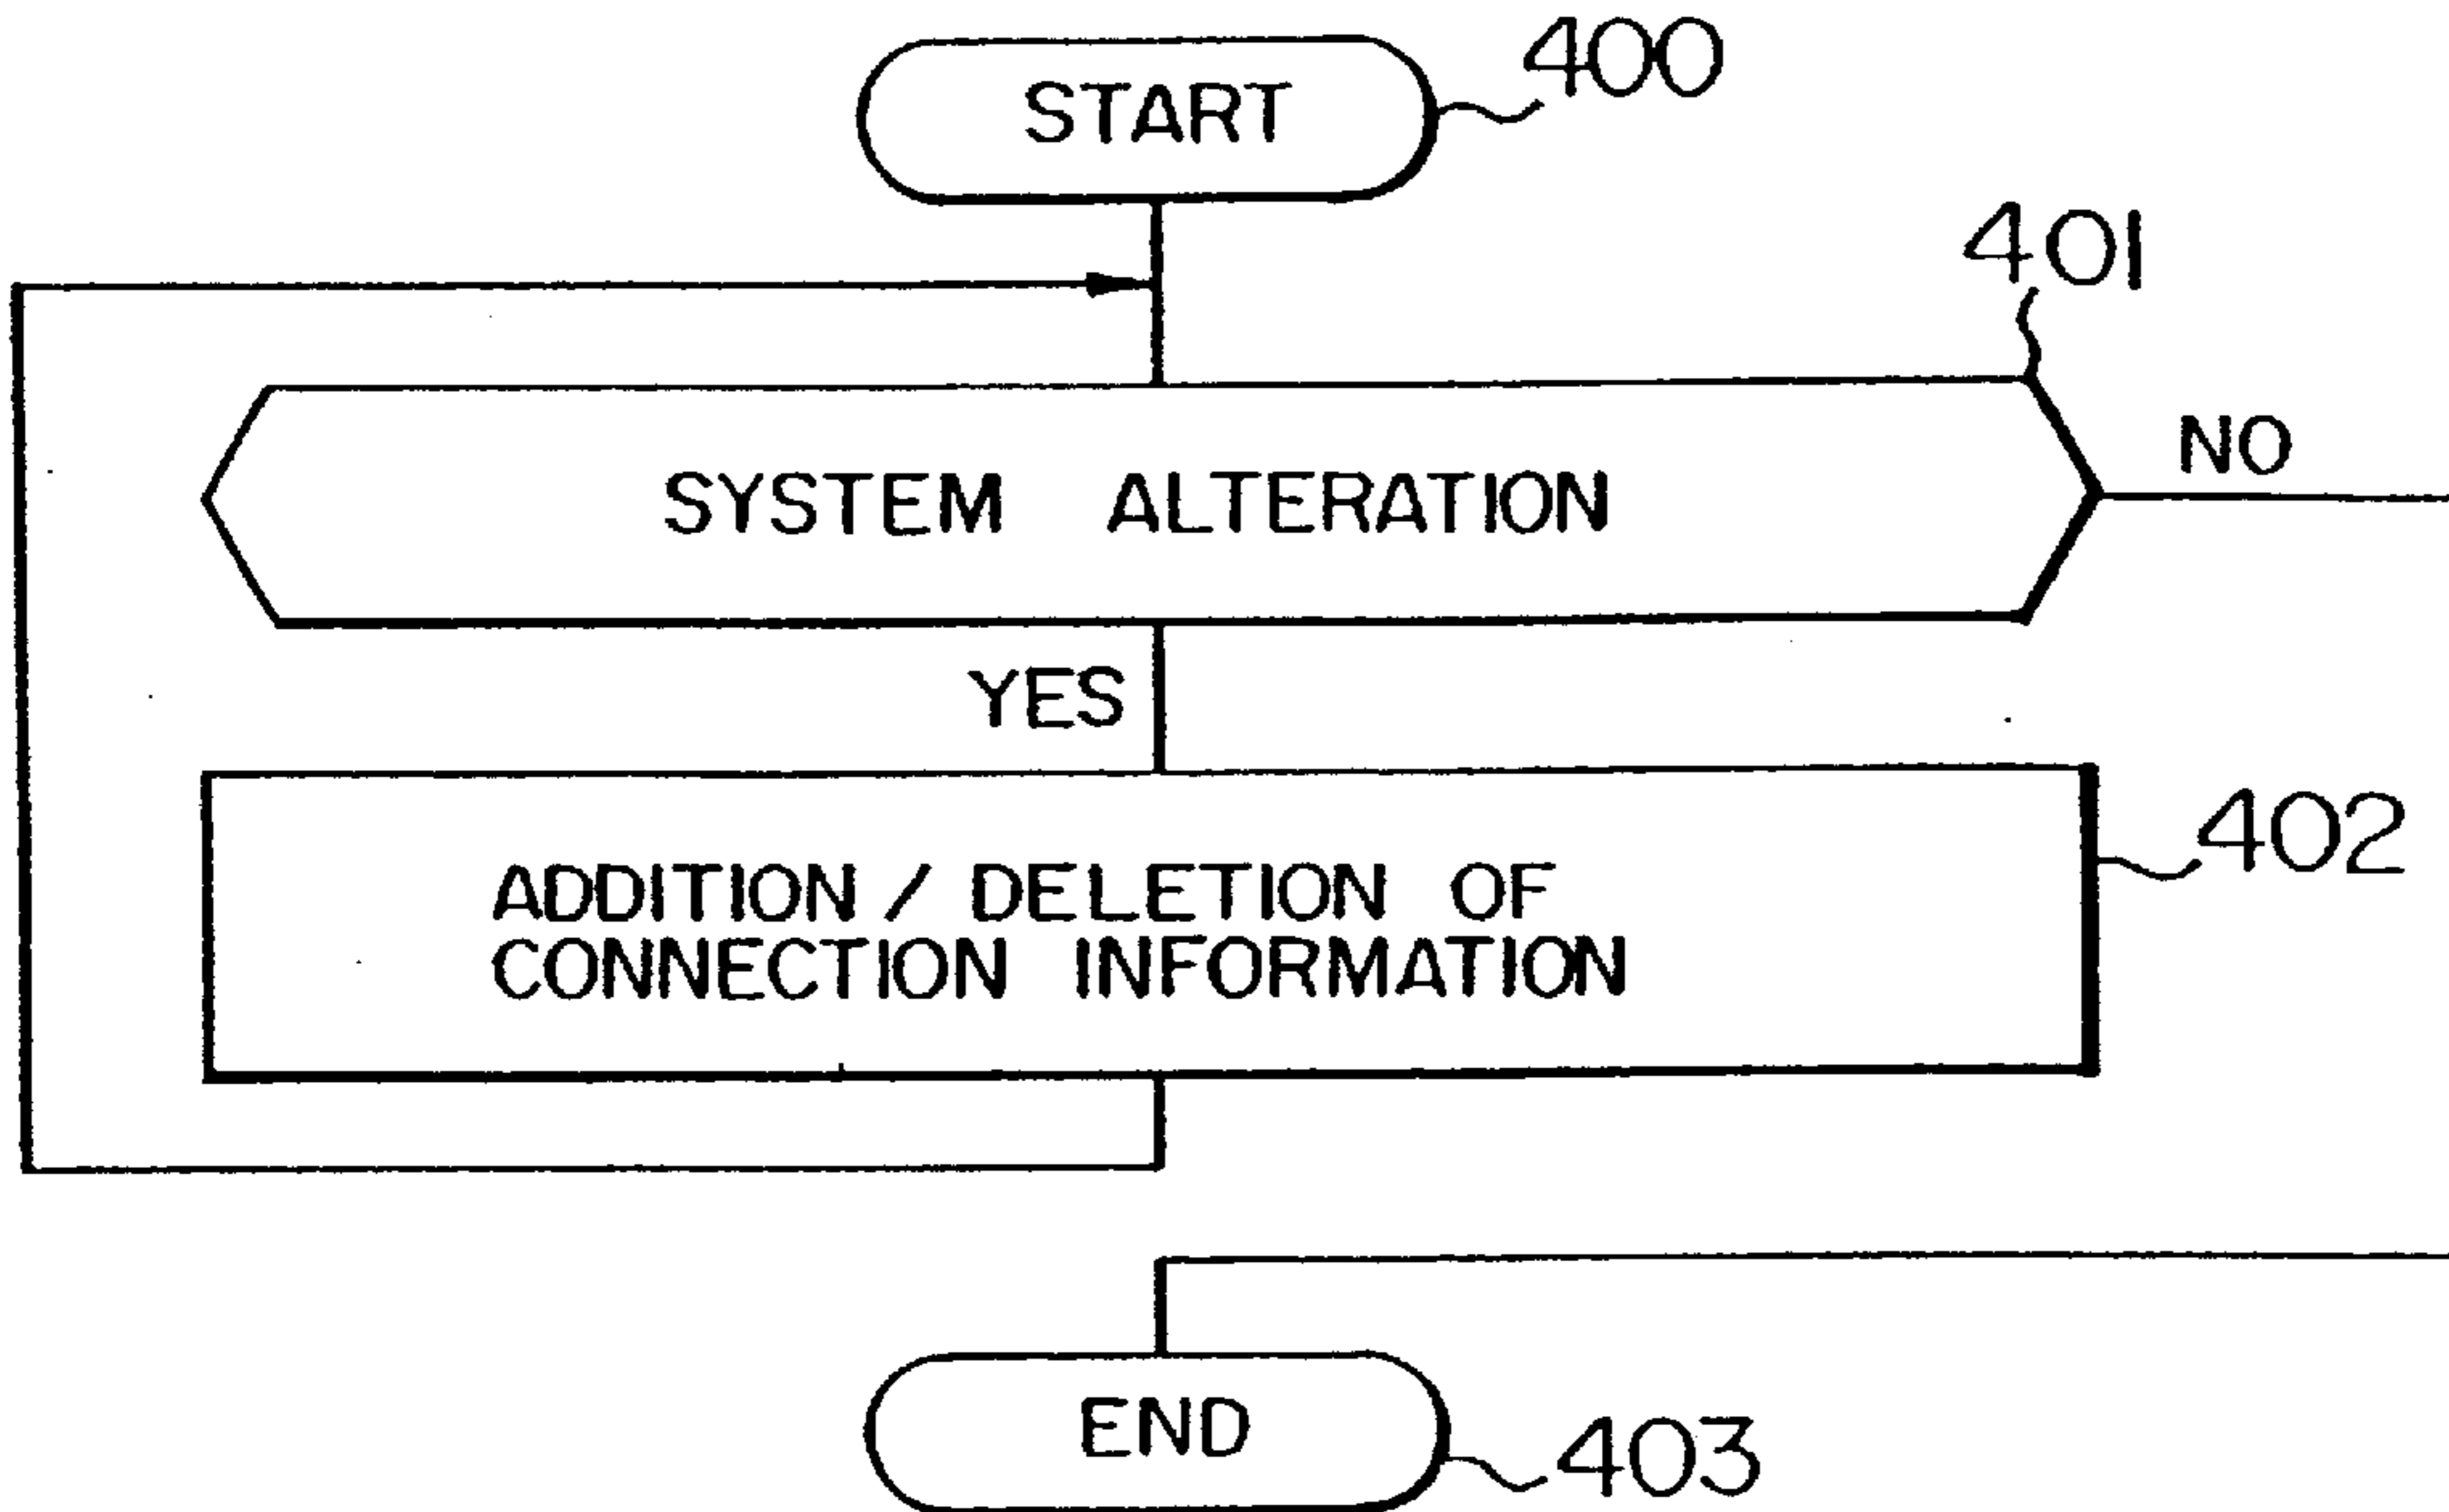 START
400
401
SYSTEM ALTERATION
NO
YES
ADDITION / DELETION OF
CONNECTION INFORMATION
402
END
403